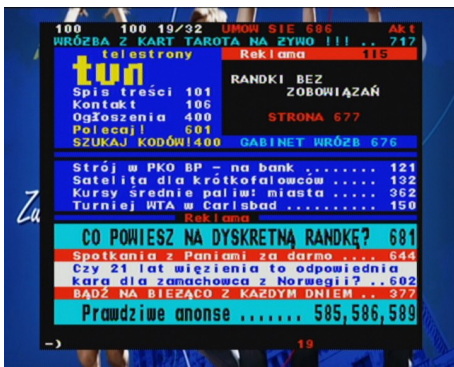 100 100 19/32 UMOW SIE 686 Akt
WRÓŻBA Z KART TAROTA NA ŻYWO !!! .. 717
telestrony
Reklama 1|5
tvn
RANDKI BEZ
ZOBOWIĄZAŃ
Spis treści 101
Kontakt 106
Ogłoszenia 400
STRONA 677
Polecaj! 601
SZUKAJ KODÓW!400
GABINET WRÓŻB 676
Strój w PKO BP – na bank ........ 121
Satelita dla krótkofalowców ..... 132
Kursy średnie paliw: miasta ..... 362
Turniej WTA w Carlsbad .......... 150
Reklama
CO POWIESZ NA DYSKRETNĄ RANDKĘ? 681
Spotkania z Paniami za darmo .... 644
Czy 21 lat więzienia to odpowiednia
kara dla zamachowca z Norwegii? ..602
BĄDŹ NA BIEŻĄCO Z KAŻDYM DNIEM .. 377
Prawdziwe anonse ....... 585,586,589
–) 19
Zu